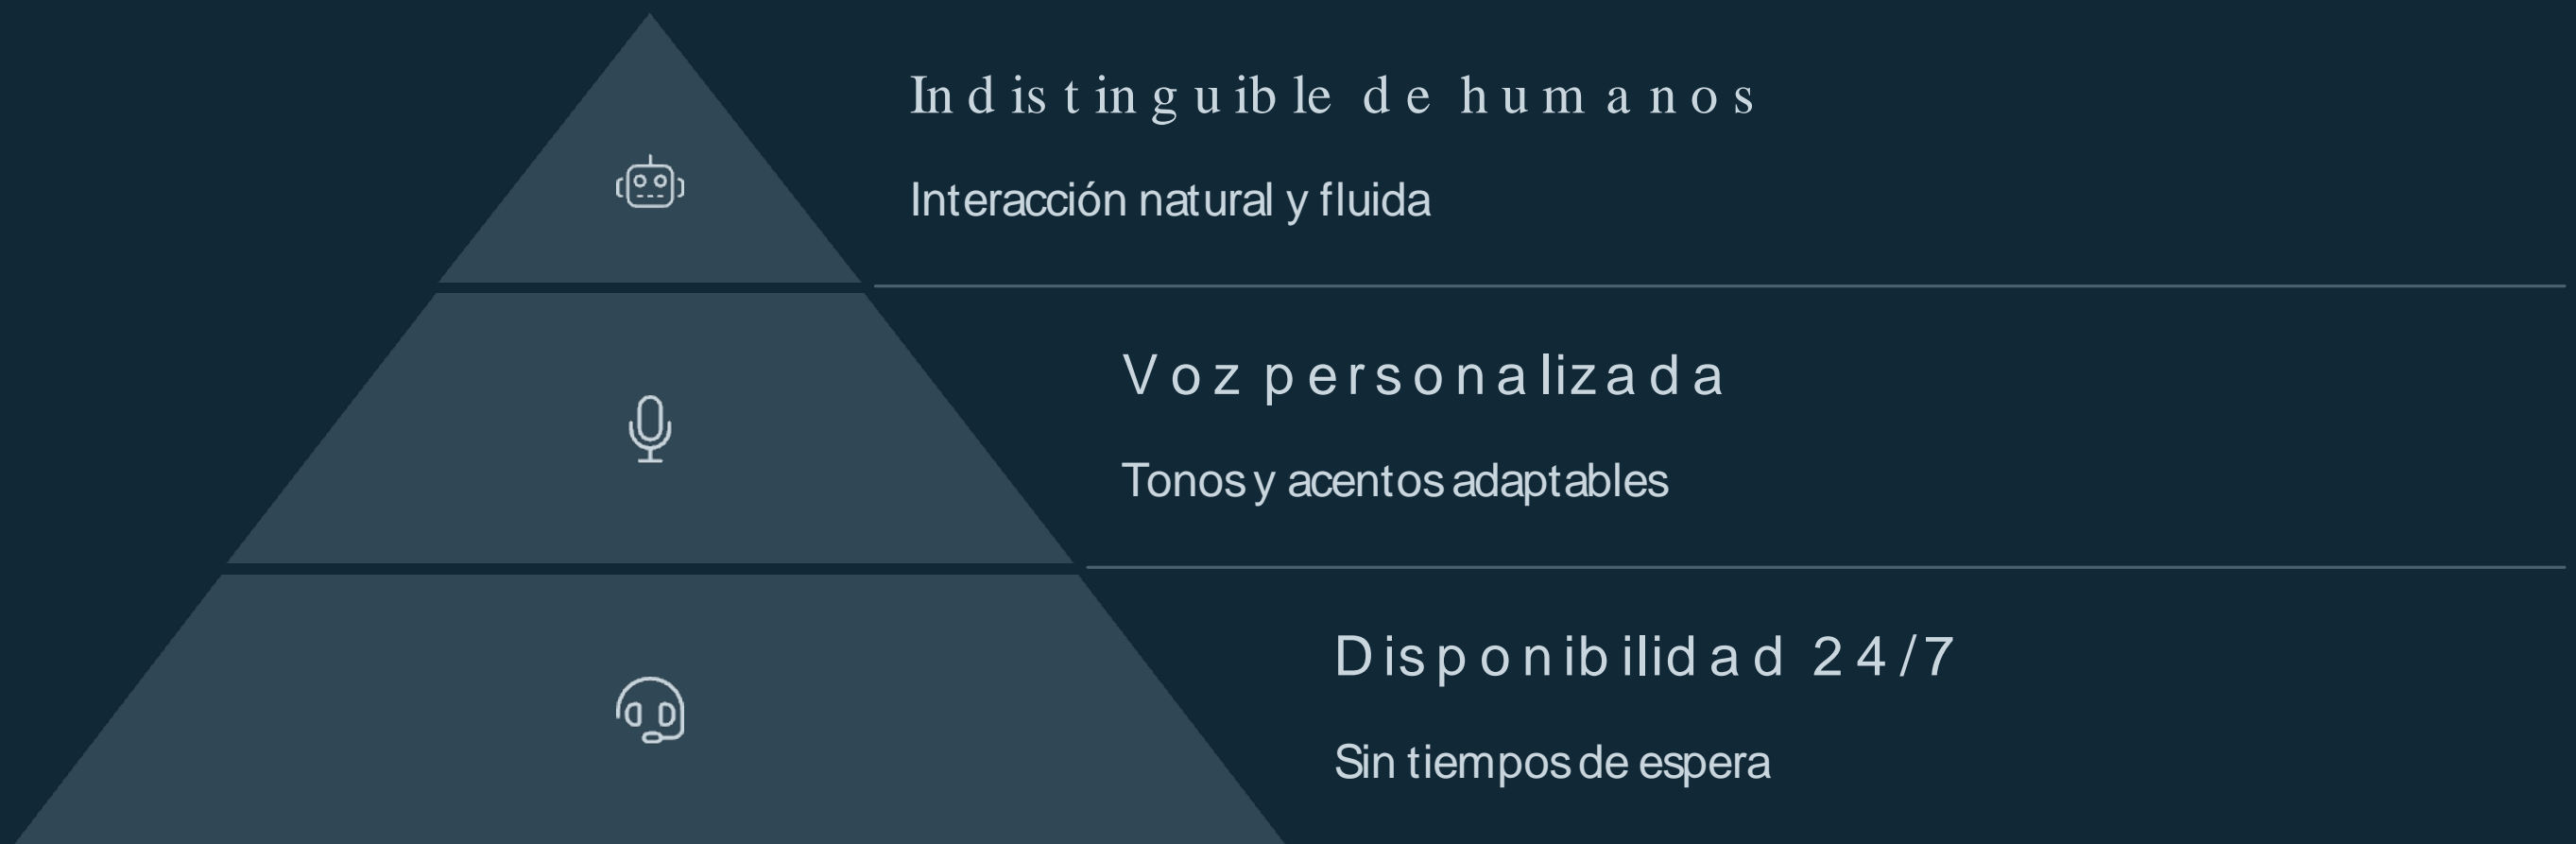 Indistinguible de humanos
Interacción natural y fluida
Voz personalizada
Tonos y acentos adaptables
Disponibilidad 24/7
Sin tiempos de espera